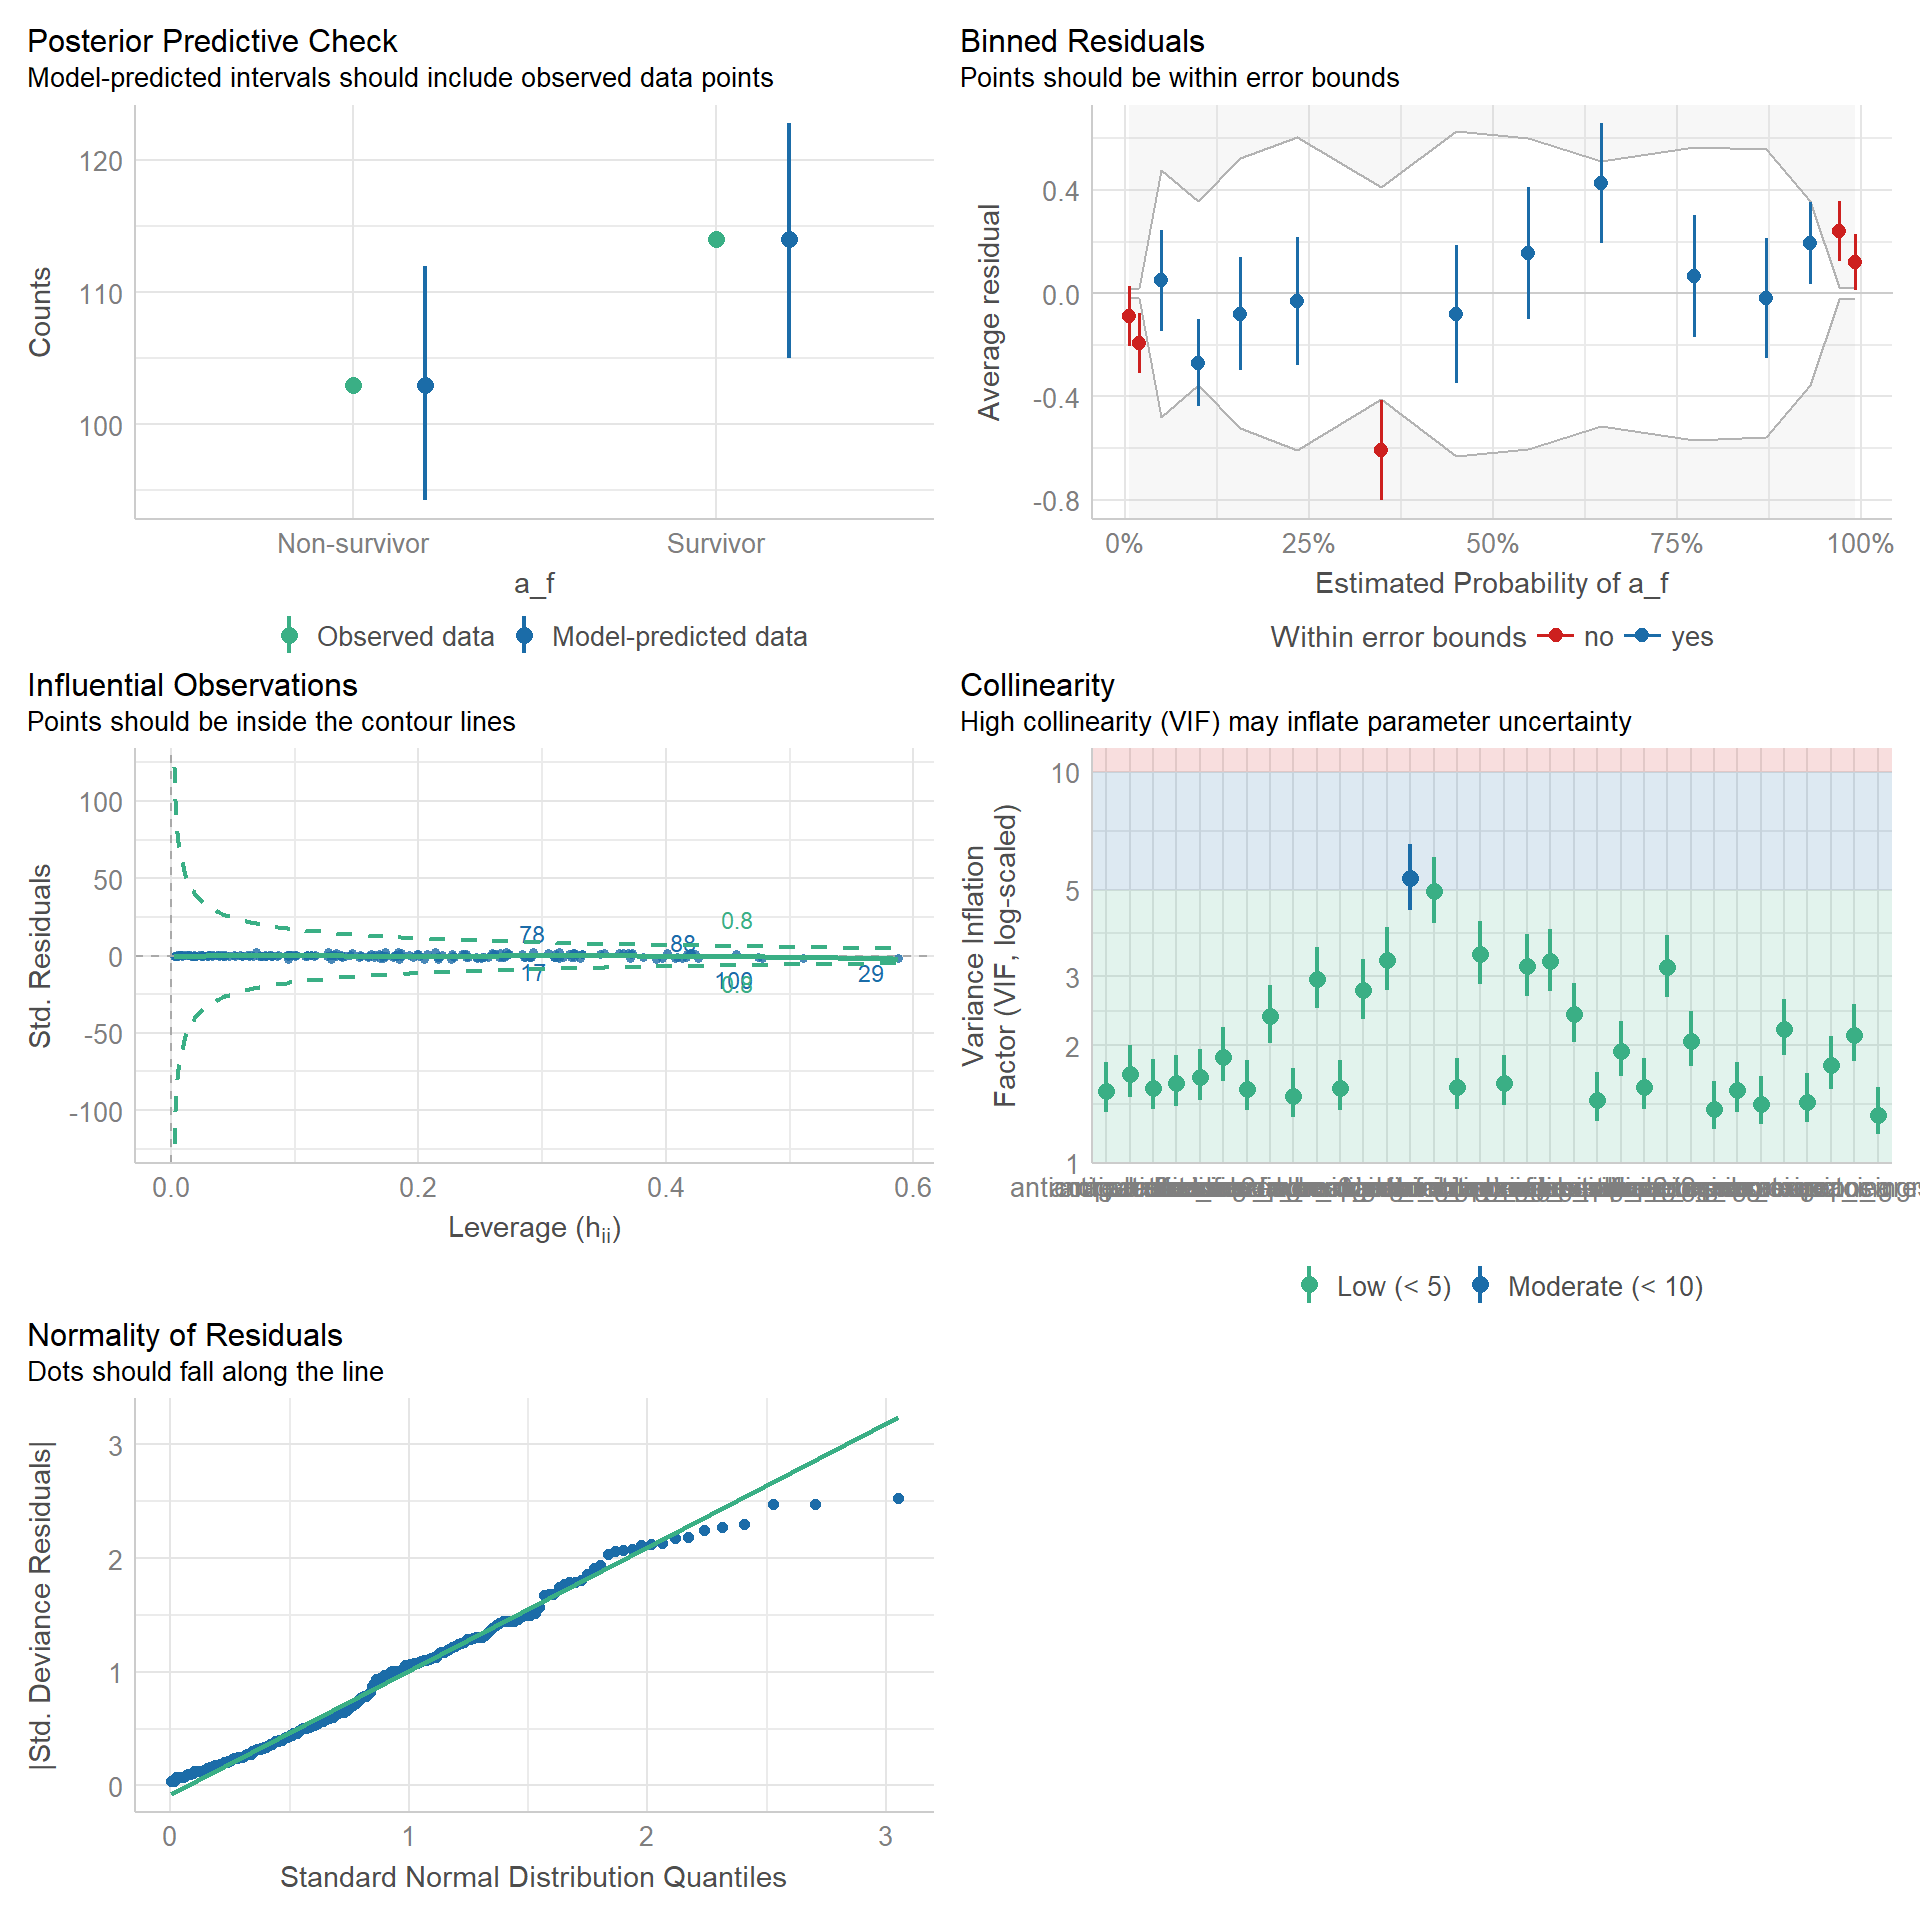 Posterior Predictive Check
Model-predicted intervals should include observed data points
120
110
100
Counts
Non-survivor
Survivor
a_f
Observed data
Model-predicted data
Binned Residuals
Points should be within error bounds
0.4
0.0
-0.4
-0.8
Average residual
0%
25%
50%
75%
100%
Estimated Probability of a_f
Within error bounds
no
yes
Influential Observations
Points should be inside the contour lines
100
50
0
-50
-100
Std. Residuals
78
88
0.8
17
100
0.8
29
0.0
0.2
0.4
0.6
Leverage (hii)
Collinearity
High collinearity (VIF) may inflate parameter uncertainty
10
5
3
2
1
Variance Inflation
Factor (VIF, log-scaled)
Low (< 5)
Moderate (< 10)
Normality of Residuals
Dots should fall along the line
3
2
1
0
|Std. Deviance Residuals|
0
1
2
3
Standard Normal Distribution Quantiles